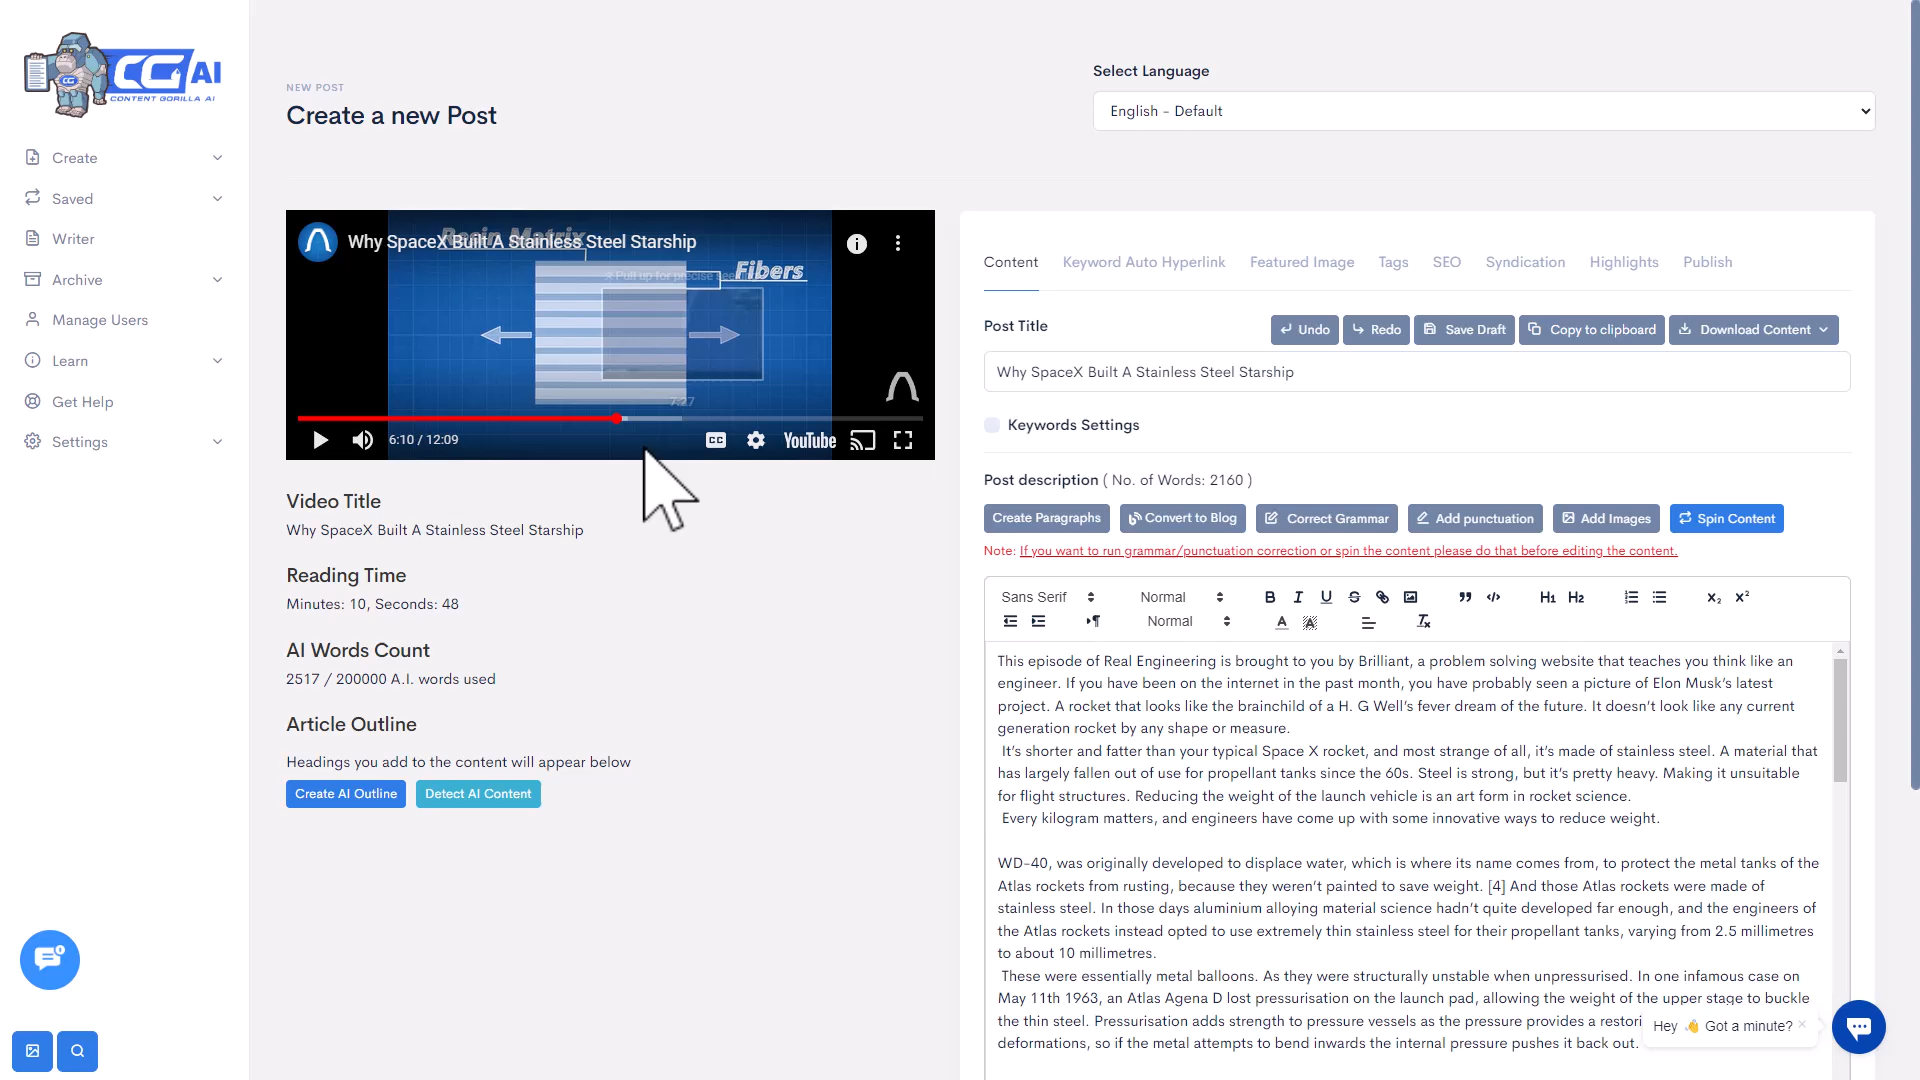 CG AI
CONTENT GORILLA AI
CG
Create
Saved
Writer
Archive
Manage Users
Learn
Get Help
Settings
NEW POST
Create a new Post
Select Language
English - Default
Resin Matrix
Why SpaceX Built A Stainless Steel Starship
Fibers
7:27
6:10 / 12:09
CC
YouTube
Video Title
Why SpaceX Built A Stainless Steel Starship
Reading Time
Minutes: 10, Seconds: 48
AI Words Count
2517 / 200000 A.I. words used
Article Outline
Headings you add to the content will appear below
Create AI Outline
Detect AI Content
Content
Keyword Auto Hyperlink
Featured Image
Tags
SEO
Syndication
Highlights
Publish
Post Title
Undo
Redo
Save Draft
Copy to clipboard
Download Content
Why SpaceX Built A Stainless Steel Starship
Keywords Settings
Post description ( No. of Words: 2160 )
Create Paragraphs
Convert to Blog
Correct Grammar
Add punctuation
Add Images
Spin Content
Note: If you want to run grammar/punctuation correction or spin the content please do that before editing the content.
Sans Serif
Normal
B I U S
H1 H2
X2 X2
Normal
A
This episode of Real Engineering is brought to you by Brilliant, a problem solving website that teaches you think like an
engineer. If you have been on the internet in the past month, you have probably seen a picture of Elon Musk's latest
project. A rocket that looks like the brainchild of a H. G Well's fever dream of the future. It doesn't look like any current
generation rocket by any shape or measure.
It's shorter and fatter than your typical Space X rocket, and most strange of all, it's made of stainless steel. A material that
has largely fallen out of use for propellant tanks since the 60s. Steel is strong, but it's pretty heavy. Making it unsuitable
for flight structures. Reducing the weight of the launch vehicle is an art form in rocket science.
Every kilogram matters, and engineers have come up with some innovative ways to reduce weight.
WD-40, was originally developed to displace water, which is where its name comes from, to protect the metal tanks of the
Atlas rockets from rusting, because they weren't painted to save weight. [4] And those Atlas rockets were made of
stainless steel. In those days aluminium alloying material science hadn't quite developed far enough, and the engineers of
the Atlas rockets instead opted to use extremely thin stainless steel for their propellant tanks, varying from 2.5 millimetres
to about 10 millimetres.
These were essentially metal balloons. As they were structurally unstable when unpressurised. In one infamous case on
May 11th 1963, an Atlas Agena D lost pressurisation on the launch pad, allowing the weight of the upper stage to buckle
the thin steel. Pressurisation adds strength to pressure vessels as the pressure provides a restori
deformations, so if the metal attempts to bend inwards the internal pressure pushes it back out.
Hey 👋 Got a minute?